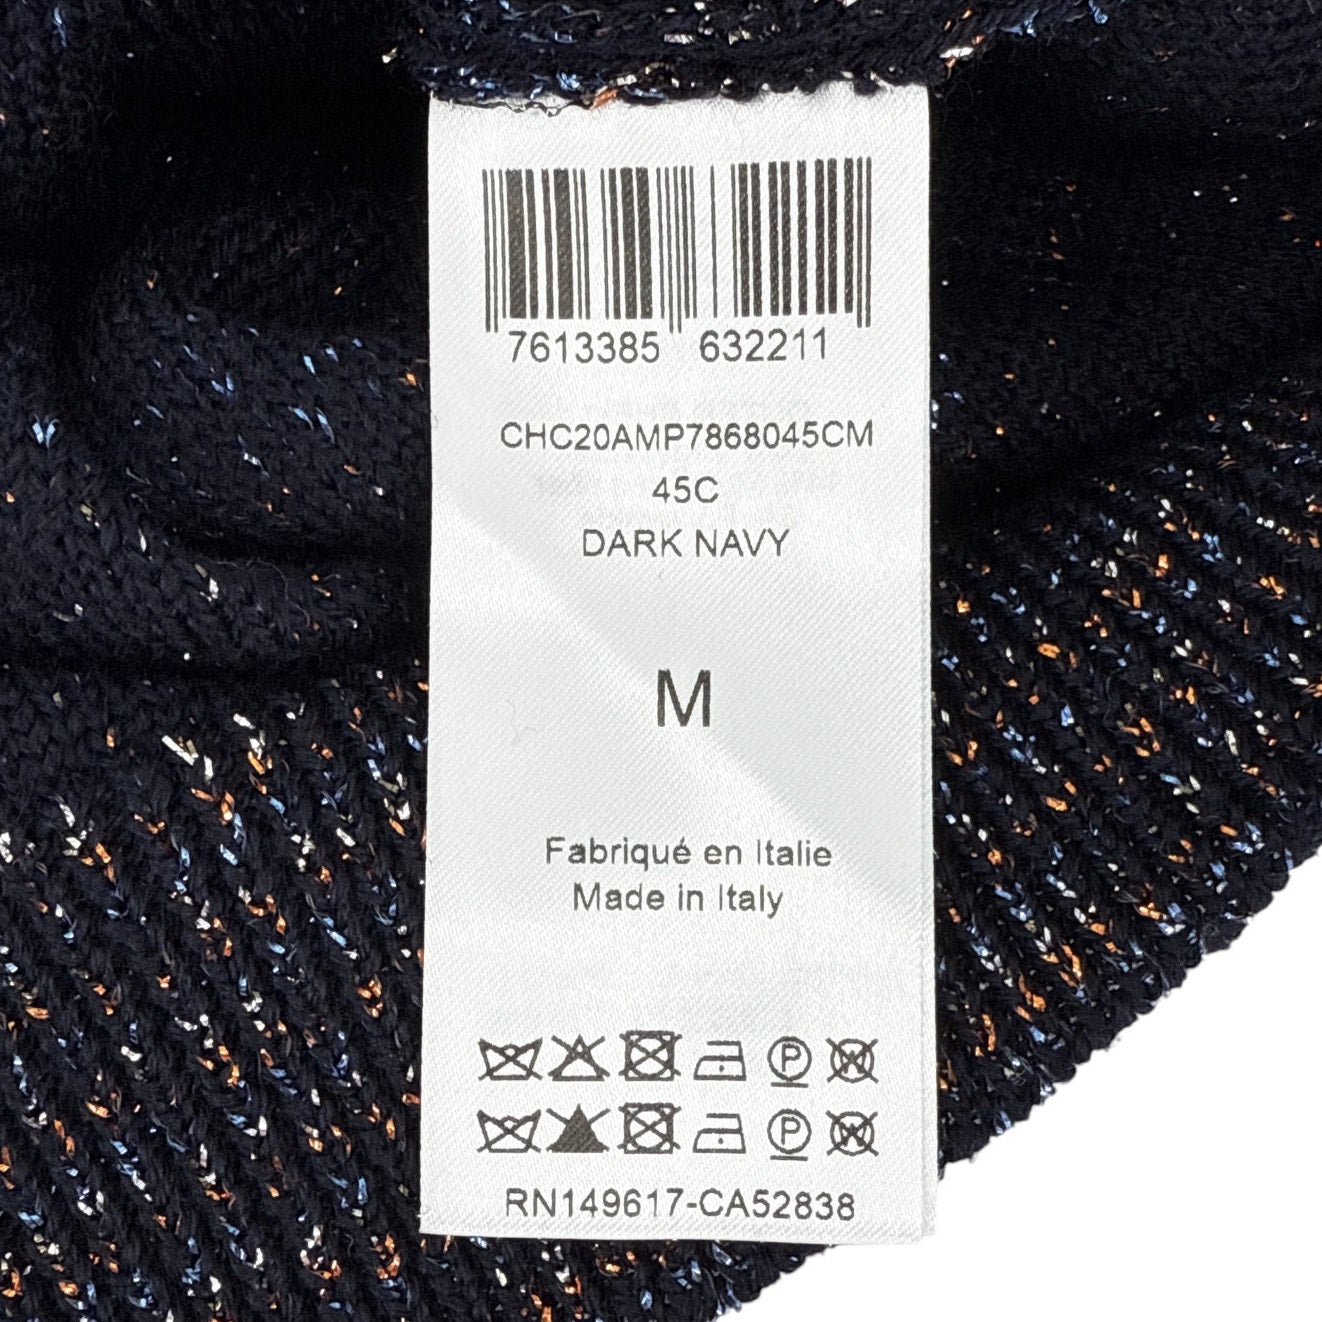 7613385 632211
CHC20AMP7868045CM
45C
DARK NAVY
M
Fabriqué en Italie
Made in Italy
P W
P W
RN149617-CA52838